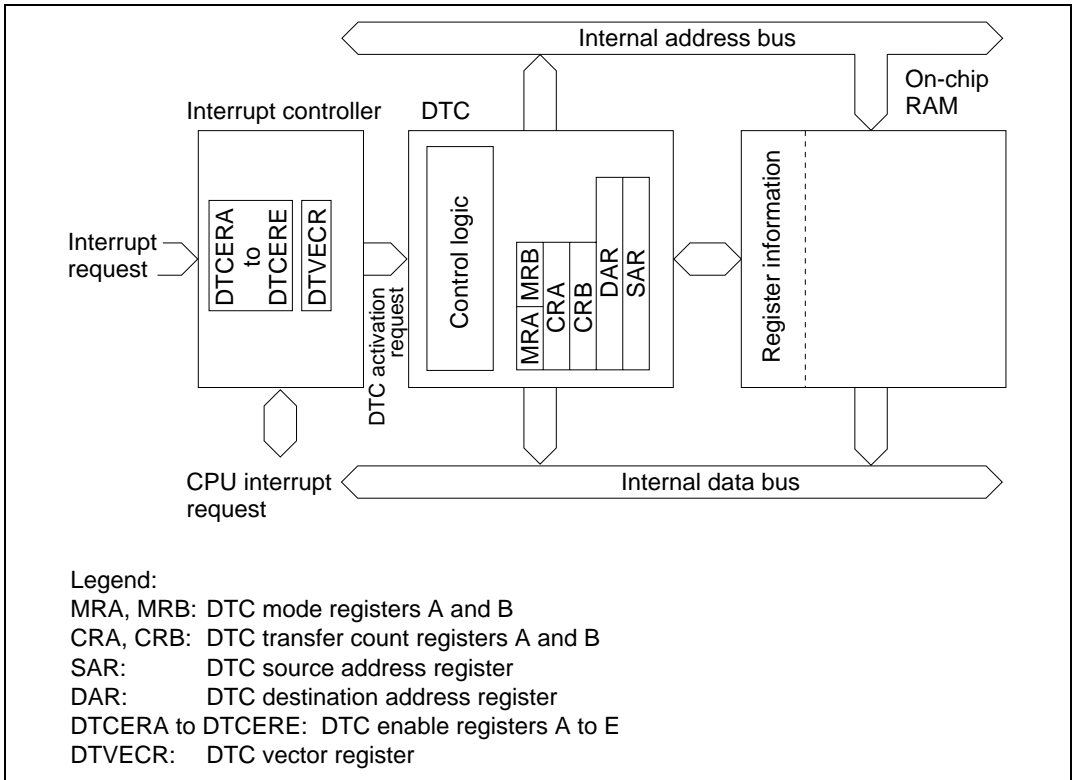 Internal address bus
On-chip
RAM
Interrupt controller
DTC
Interrupt
request
DTCERA
to
DTCERE
DTVECR
DTC activation
request
Control logic
MRA
MRB
CRA
CRB
DAR
SAR
Register information
CPU interrupt
request
Internal data bus
Legend:
MRA, MRB: DTC mode registers A and B
CRA, CRB: DTC transfer count registers A and B
SAR: DTC source address register
DAR: DTC destination address register
DTCERA to DTCERE: DTC enable registers A to E
DTVECR: DTC vector register